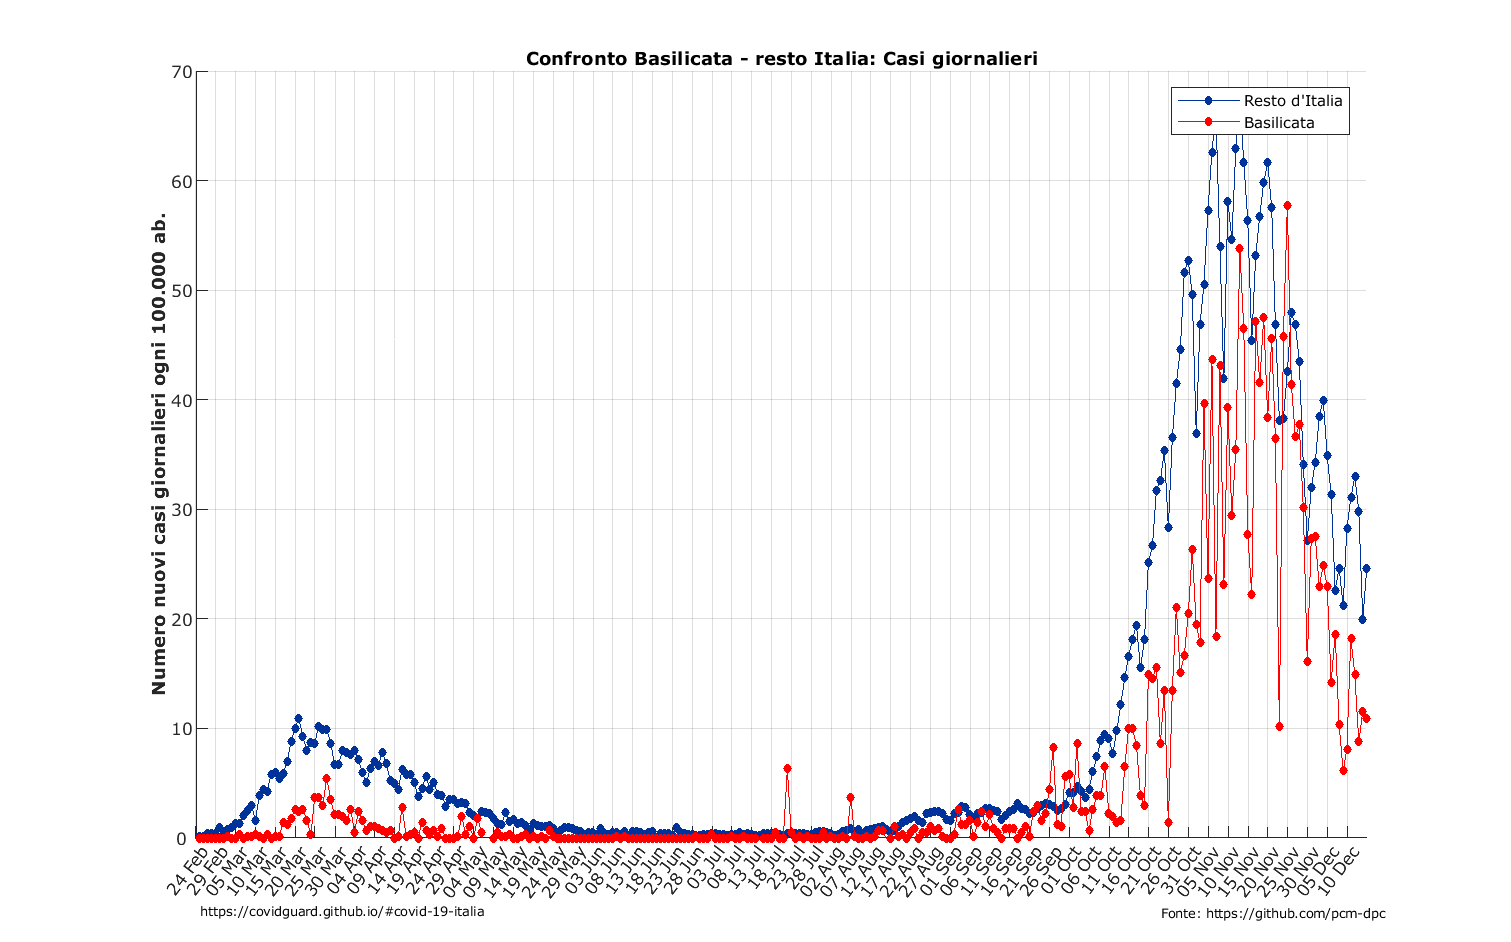 Confronto Basilicata - resto Italia: Casi giornalieri
Numero nuovi casi giornalieri ogni 100.000 ab.
70
60
50
40
30
20
10
0
Resto d'Italia
Basilicata
24 Feb
29 Feb
05 Mar
10 Mar
15 Mar
20 Mar
25 Mar
30 Mar
04 Apr
09 Apr
14 Apr
19 Apr
24 Apr
29 Apr
04 May
09 May
14 May
19 May
24 May
29 May
03 Jun
08 Jun
13 Jun
18 Jun
23 Jun
28 Jun
03 Jul
08 Jul
13 Jul
18 Jul
23 Jul
28 Jul
02 Aug
07 Aug
12 Aug
17 Aug
22 Aug
27 Aug
01 Sep
06 Sep
11 Sep
16 Sep
21 Sep
26 Sep
01 Oct
06 Oct
11 Oct
16 Oct
21 Oct
26 Oct
31 Oct
05 Nov
10 Nov
15 Nov
20 Nov
25 Nov
30 Nov
05 Dec
10 Dec
https://covidguard.github.io/#covid-19-italia
Fonte: https://github.com/pcm-dpc